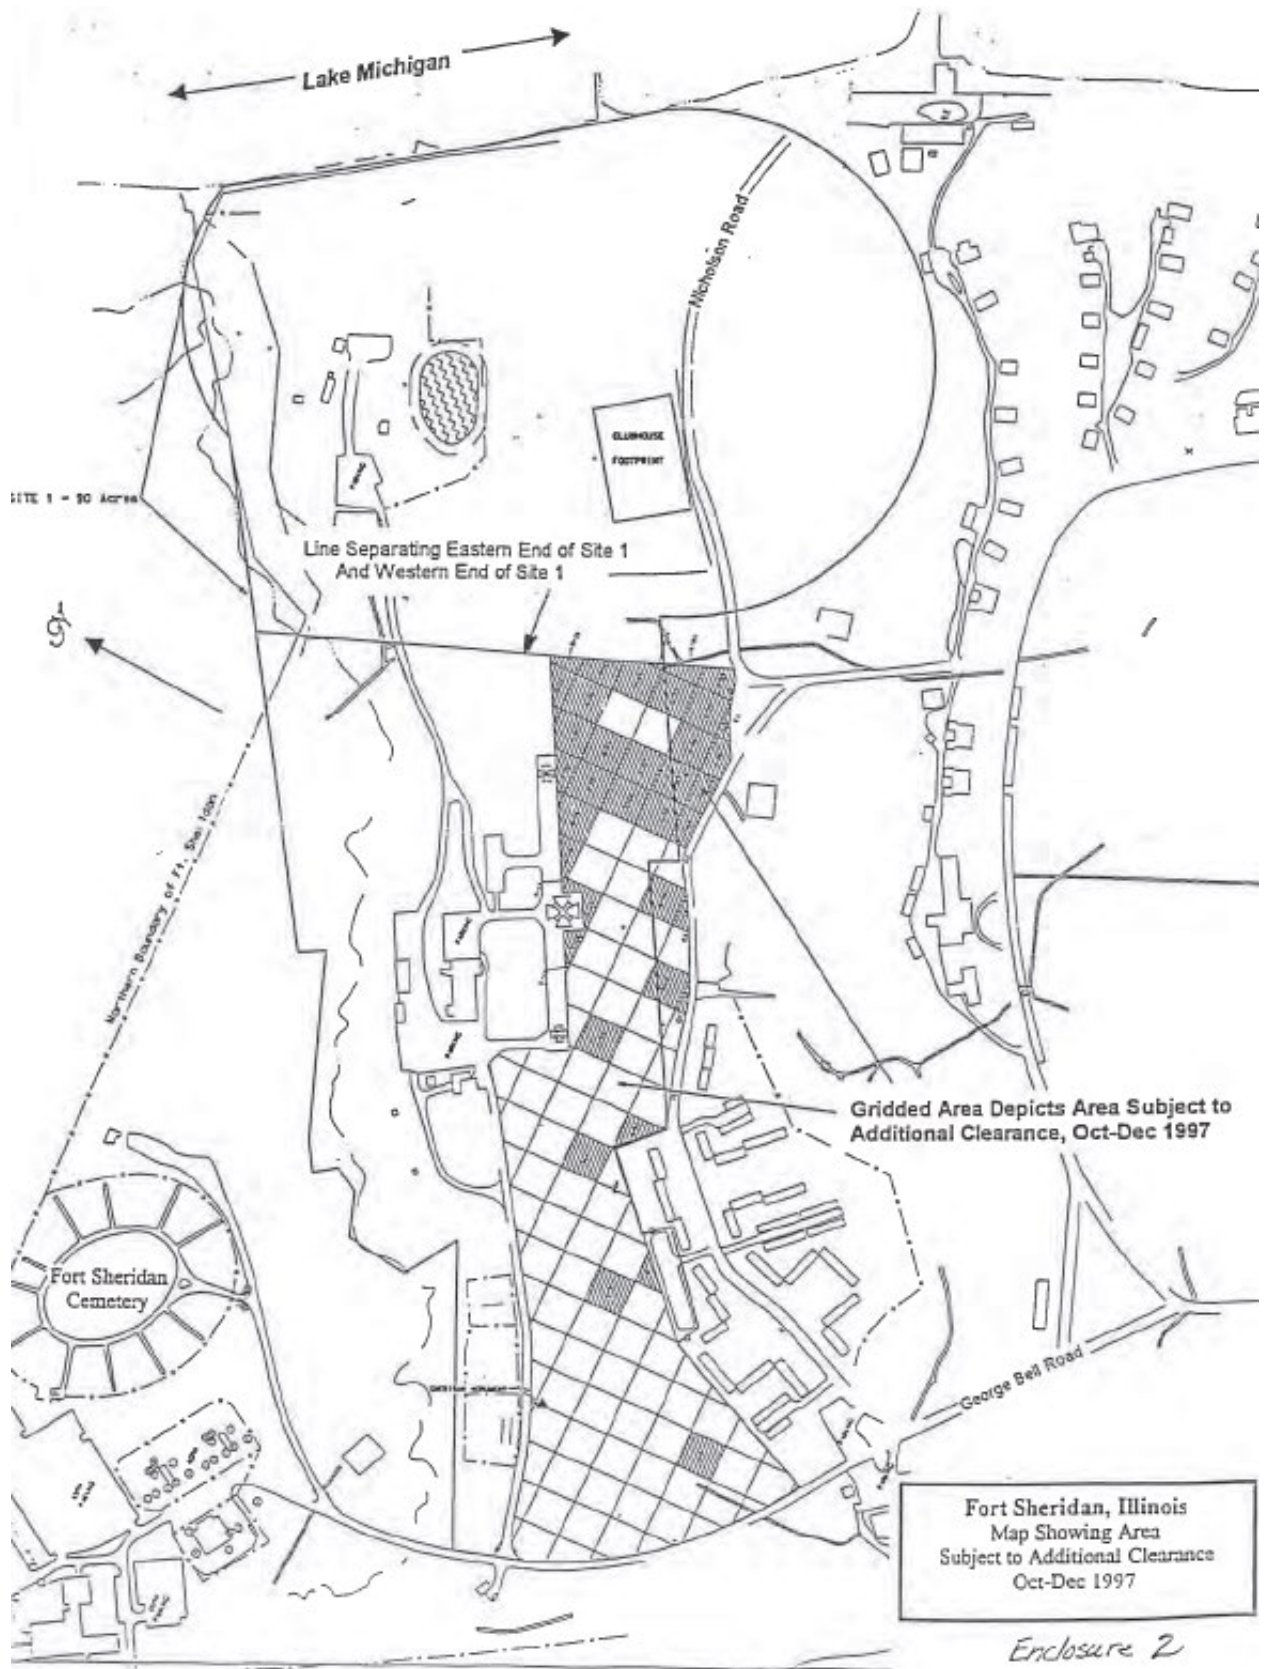 Lake Michigan
Nicholson Road
CLUBHOUSE
FOOTPRINT
PARKING
SITE 1 - 90 Acres
Line Separating Eastern End of Site 1
And Western End of Site 1
Northern Boundary of Ft. Sheridan
PARKING
PARKING
Gridded Area Depicts Area Subject to
Additional Clearance, Oct-Dec 1997
Fort Sheridan
Cemetery
George Bell Road
Fort Sheridan, Illinois
Map Showing Area
Subject to Additional Clearance
Oct-Dec 1997
Enclosure 2